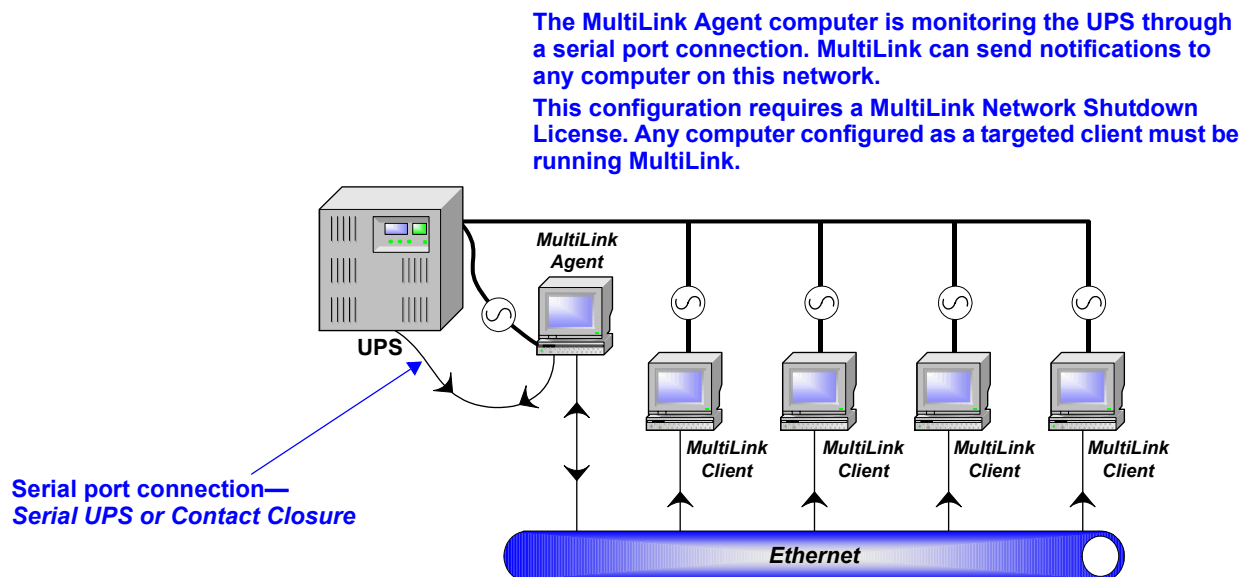 The MultiLink Agent computer is monitoring the UPS through
a serial port connection. MultiLink can send notifications to
any computer on this network.
This configuration requires a MultiLink Network Shutdown
License. Any computer configured as a targeted client must be
running MultiLink.
MultiLink
Agent
UPS
MultiLink
Client
MultiLink
Client
MultiLink
Client
MultiLink
Client
Serial port connection—
Serial UPS or Contact Closure
Ethernet